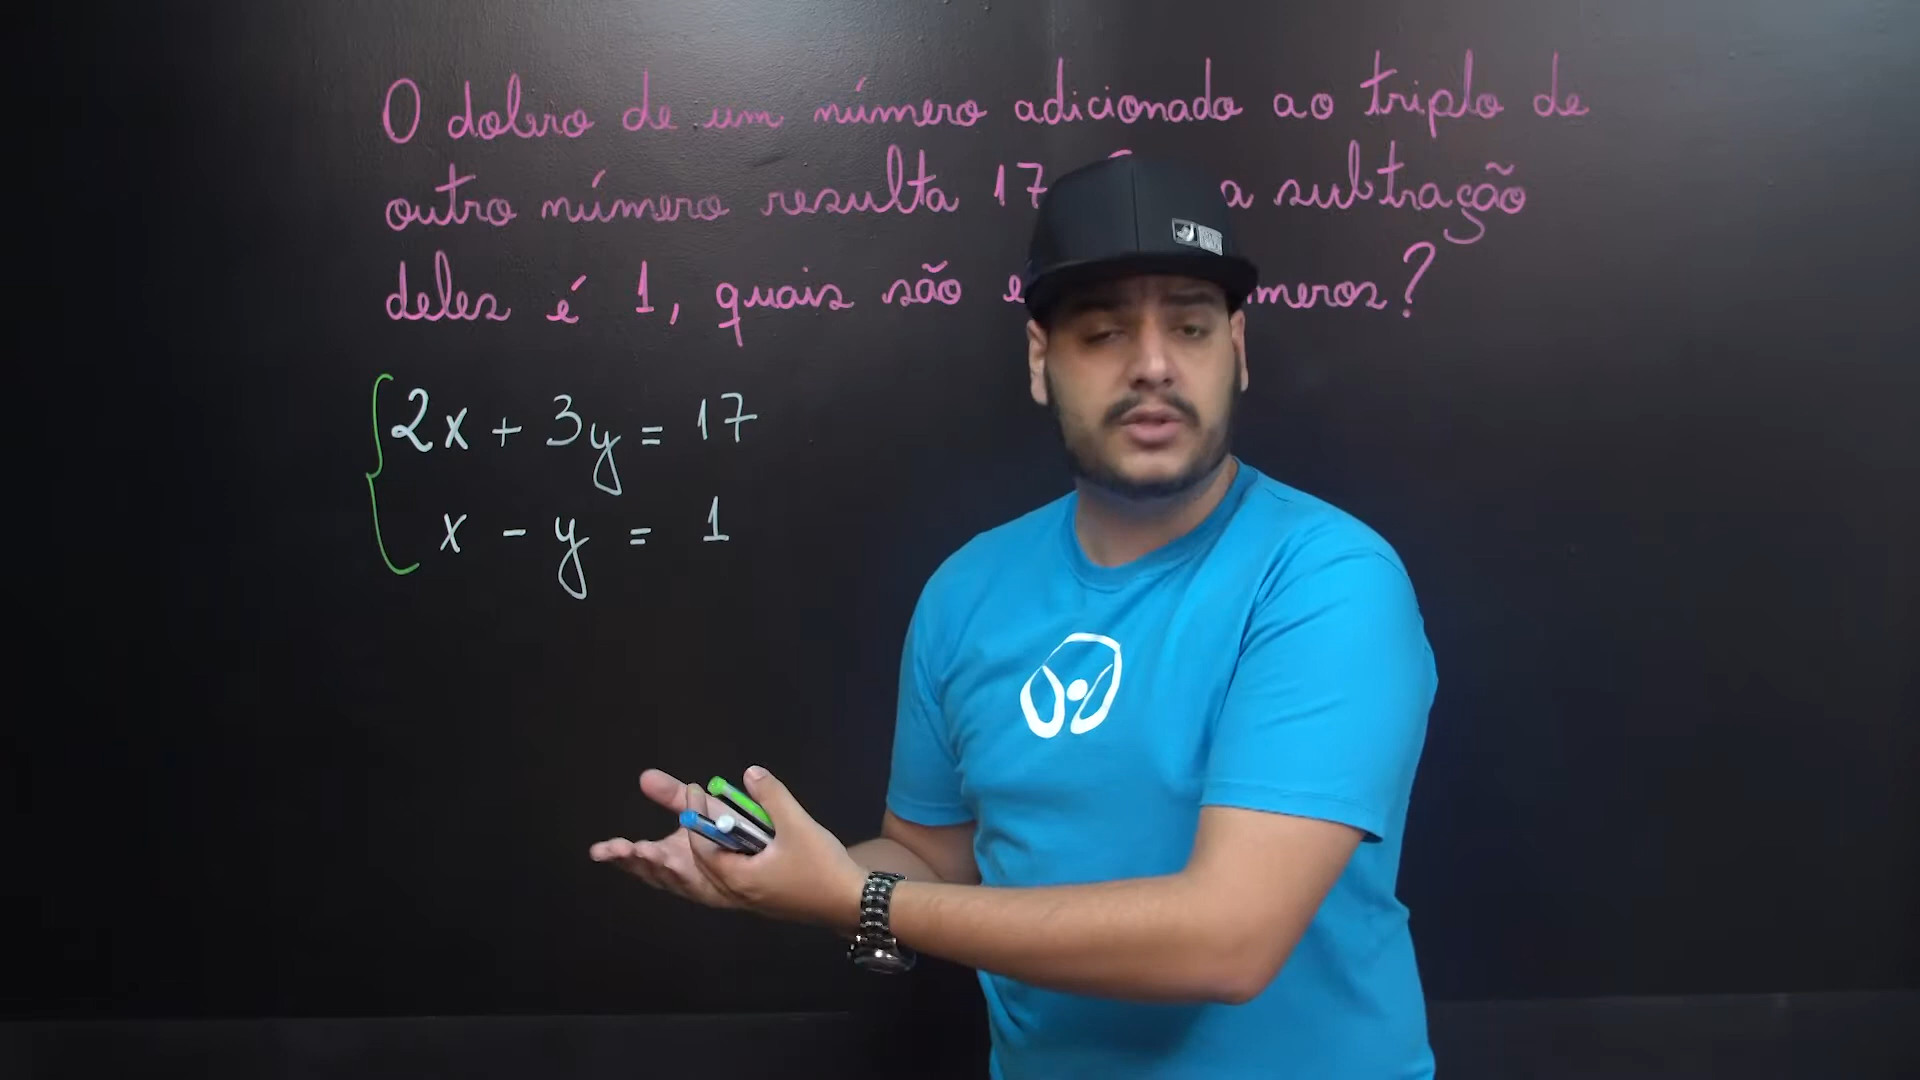 O dobro de um número adicionado ao triplo de
outro número resulta 17 a subtração
deles é 1, quais são meros?
2x + 3y = 17
x - y = 1